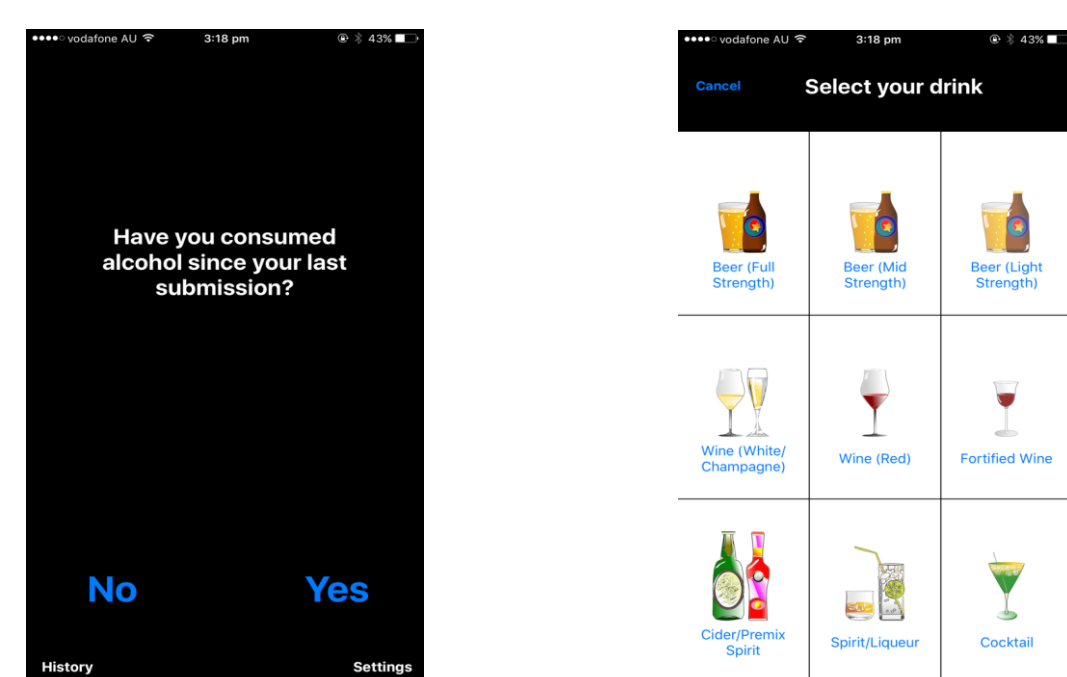 vodafone AU 3:18 pm 43%
Have you consumed
alcohol since your last
submission?
No Yes
History Settings
vodafone AU 3:18 pm 43%
Cancel Select your drink
Beer (Full
Strength)
Beer (Mid
Strength)
Beer (Light
Strength)
Wine (White/
Champagne)
Wine (Red)
Fortified Wine
Cider/Premix
Spirit
Spirit/Liqueur
Cocktail